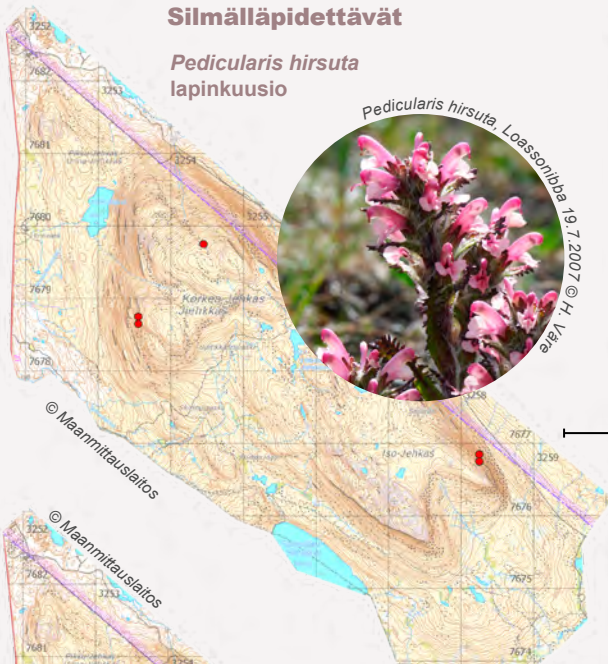 Silmälläpidettävät
Pedicularis hirsuta
lapinkuusio
Pedicularis hirsuta, Loassonibba 19.7.2007 © H. Väre
3252
7682
3253
7681
3254
7680
3255
7679
Korkea-Jehkas
Jiehkkáš
7678
3258
7677
3259
Iso-Jehkas
7676
7675
7674
© Maanmittauslaitos
© Maanmittauslaitos
3252
7682
3253
7681
3254